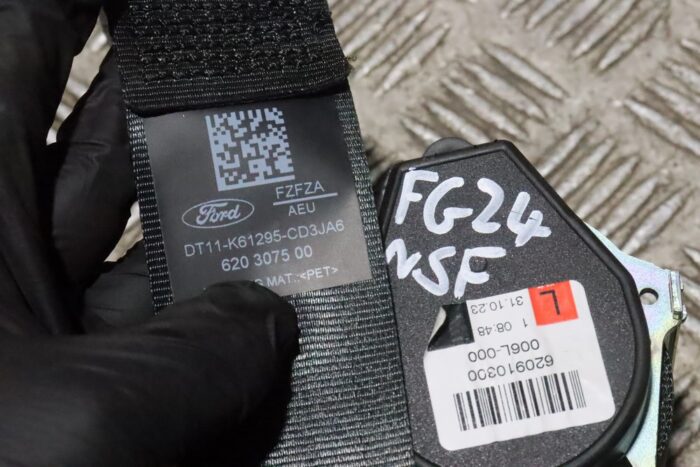 FZFZA
AEU
Ford
DT11-K61295-CD3JA6
620 3075 00
MAT.:<PET>
FG24
NSF
L
31.10.23
1 08:48
006L-000
620910300